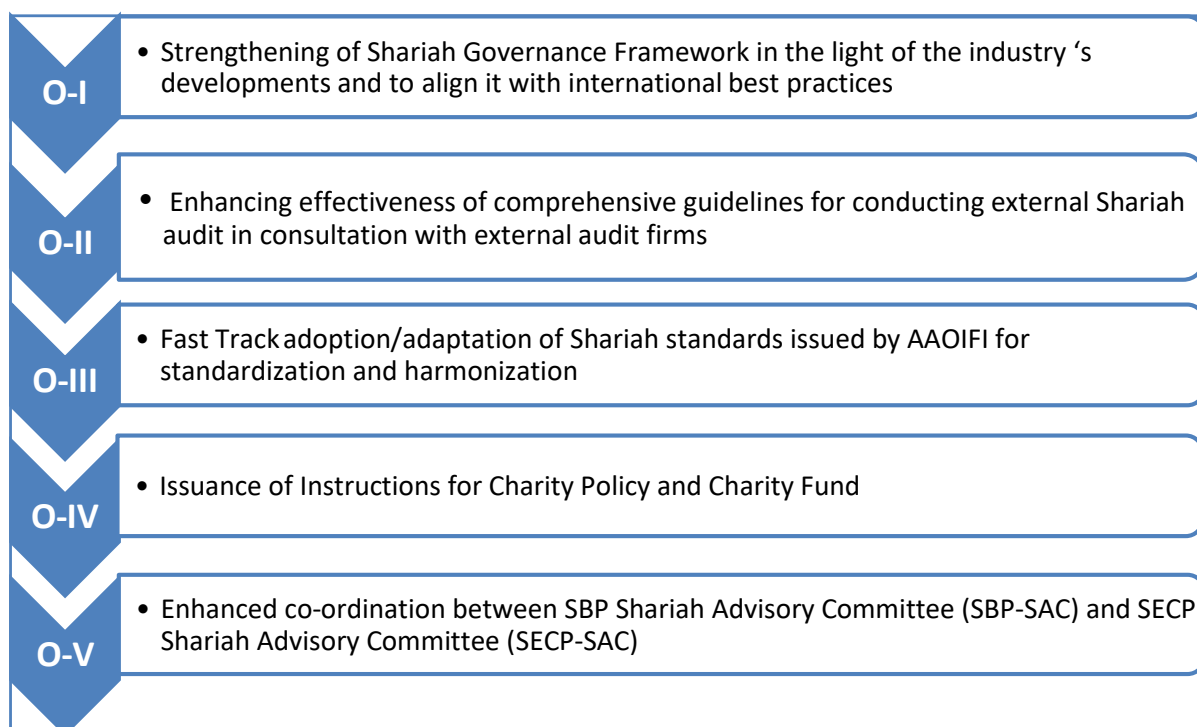 O-I
• Strengthening of Shariah Governance Framework in the light of the industry ‘s
developments and to align it with international best practices
O-II
• Enhancing effectiveness of comprehensive guidelines for conducting external Shariah
audit in consultation with external audit firms
O-III
• Fast Track adoption/adaptation of Shariah standards issued by AAOIFI for
standardization and harmonization
O-IV
• Issuance of Instructions for Charity Policy and Charity Fund
O-V
• Enhanced co-ordination between SBP Shariah Advisory Committee (SBP-SAC) and SECP
Shariah Advisory Committee (SECP-SAC)